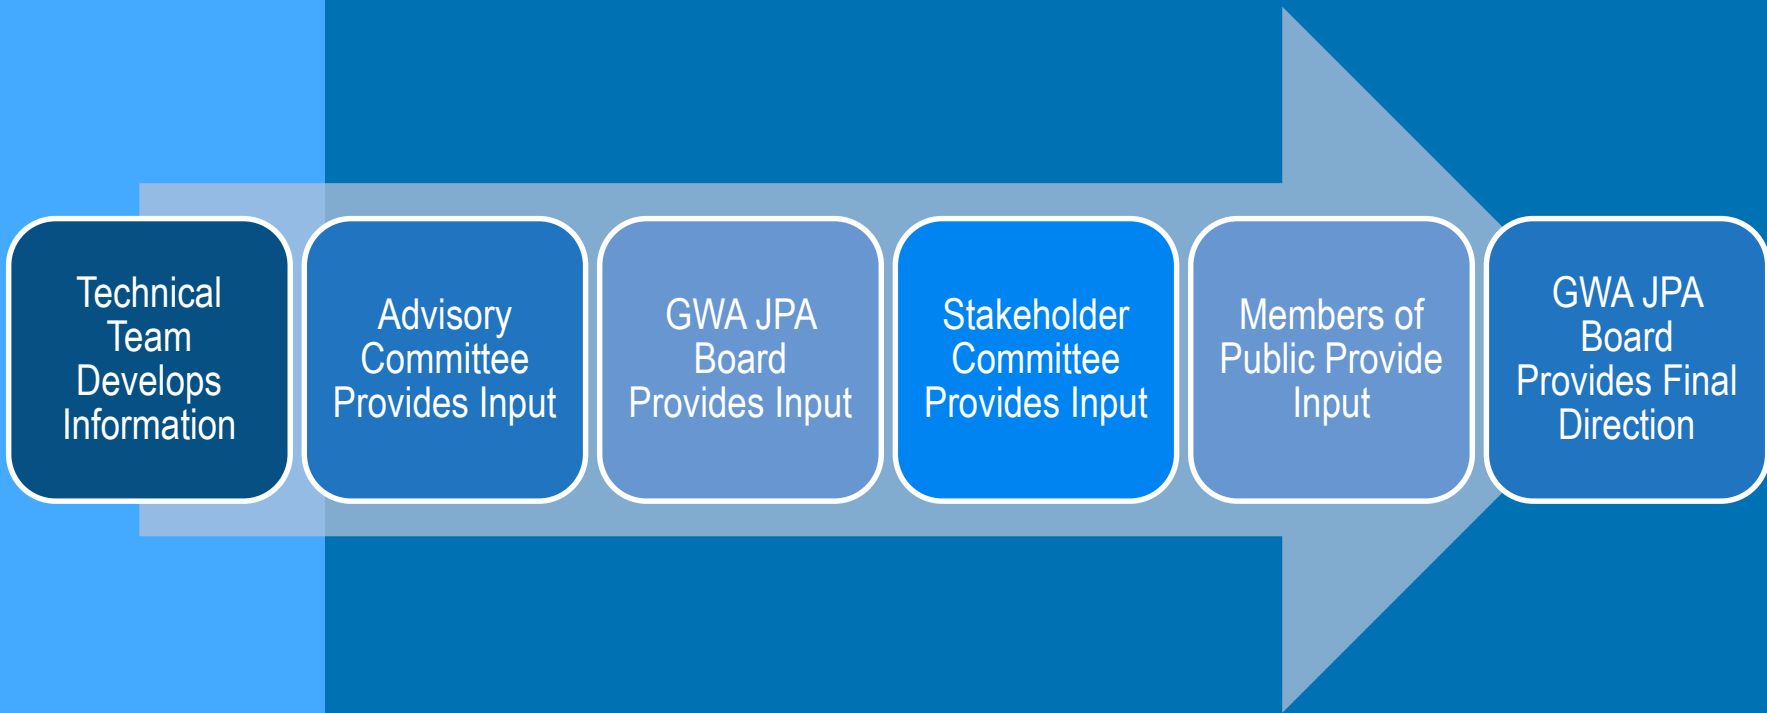 Technical
Team
Develops
Information
Advisory
Committee
Provides Input
GWA JPA
Board
Provides Input
Stakeholder
Committee
Provides Input
Members of
Public Provide
Input
GWA JPA
Board
Provides Final
Direction